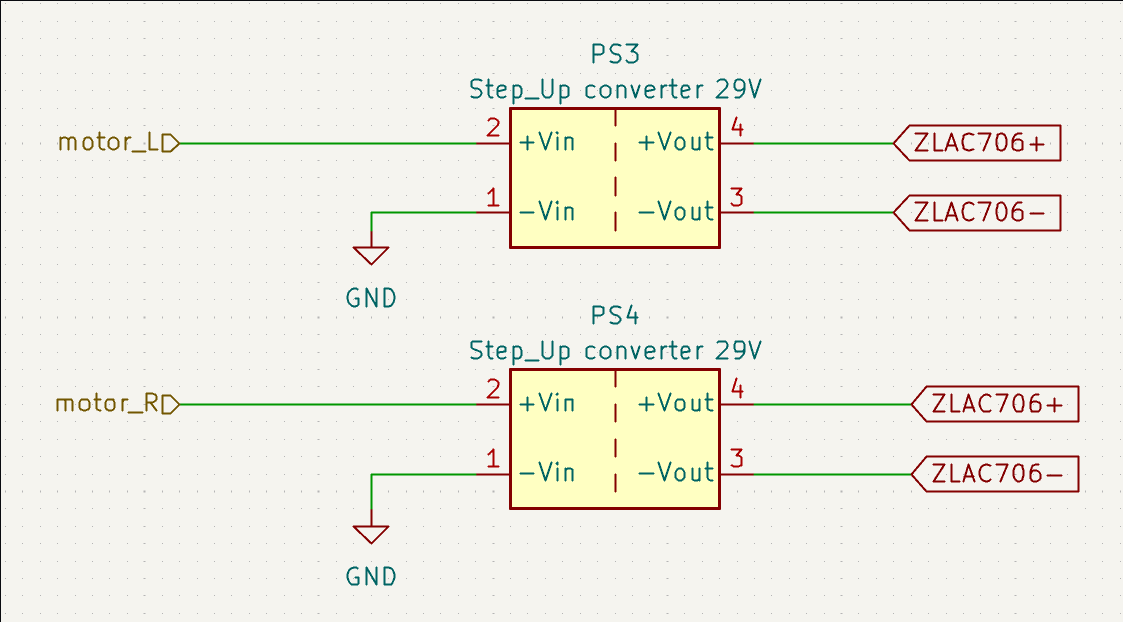 PS3
Step_Up converter 29V
motor_L
2
+Vin
+Vout
4
ZLAC706+
1
-Vin
-Vout
3
ZLAC706-
GND
PS4
Step_Up converter 29V
motor_R
2
+Vin
+Vout
4
ZLAC706+
1
-Vin
-Vout
3
ZLAC706-
GND